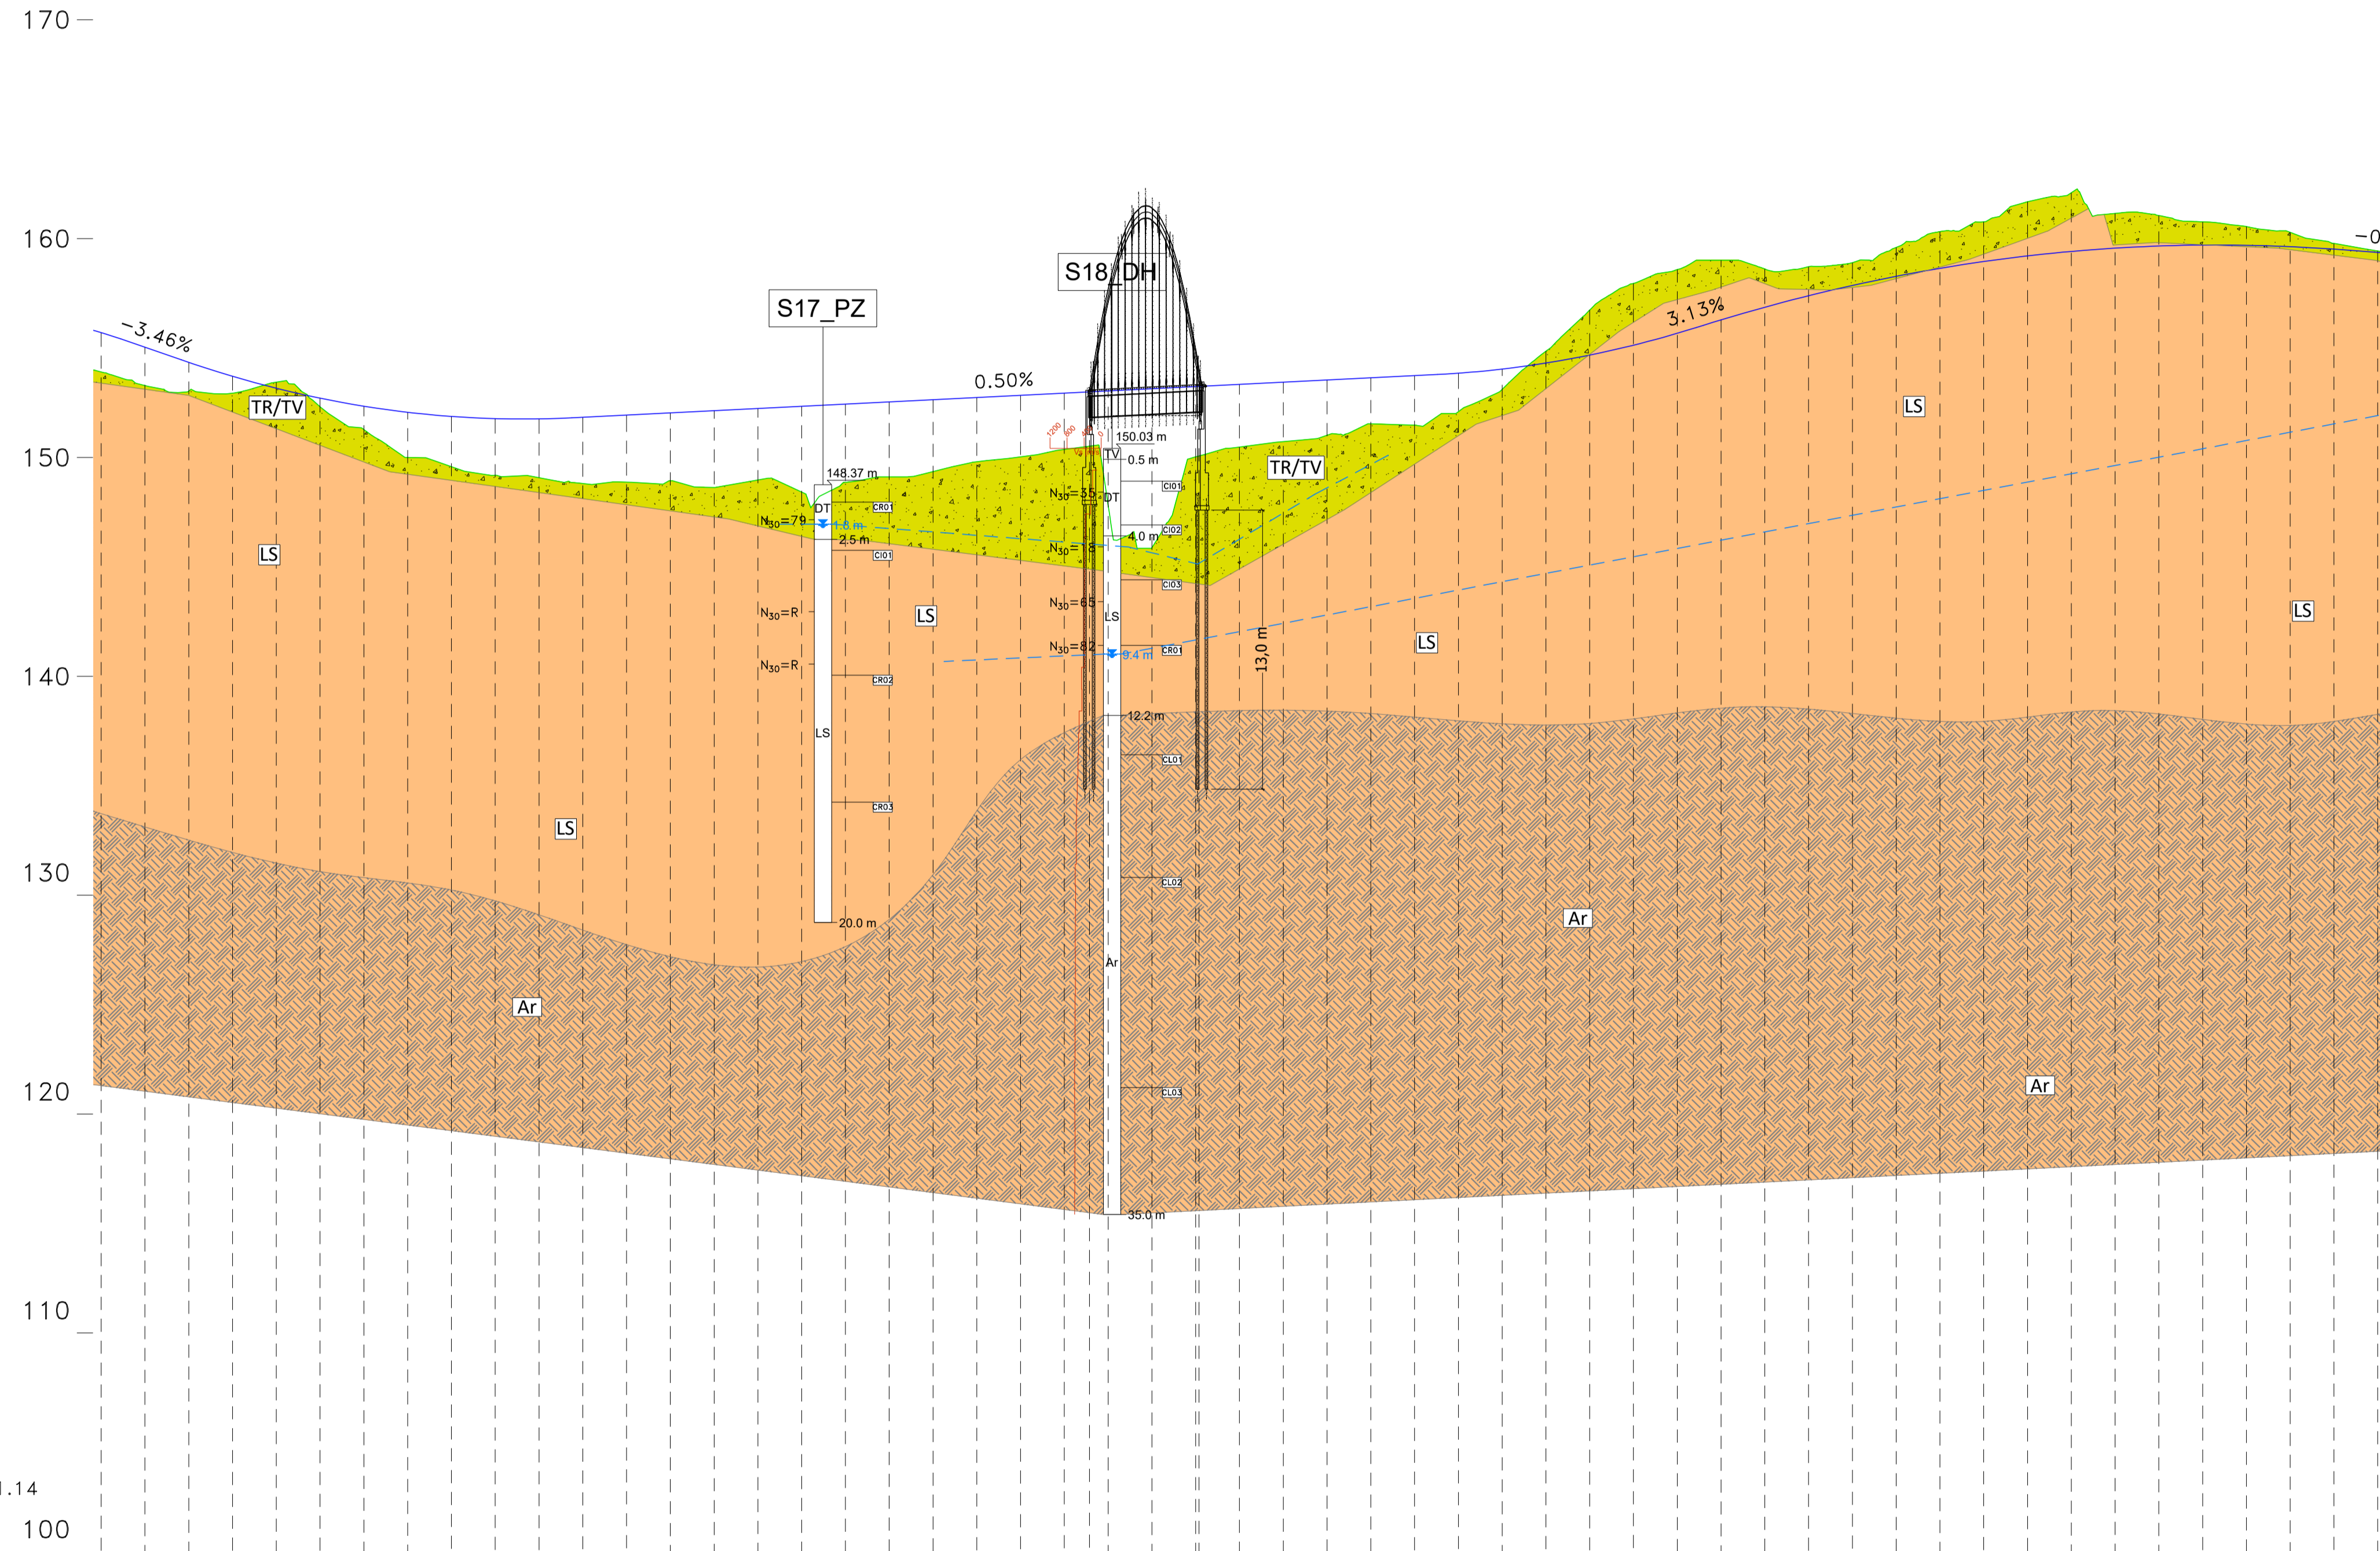 170
160
-0
S18_DH
S17_PZ
-3.46%
3.13%
0.50%
TR/TV
LS
150
1200
800
150.03 m
TV
0.5 m
TR/TV
148.37 m
N30=35
DT
CI01
DT
CR01
N30=79
1.8 m
CI02
4.0 m
2.5 m
LS
CI01
CI03
N30=R
LS
N30=65
LS
LS
LS
N30=82
CR01
9.4 m
13,0 m
N30=R
140
CR02
12.2 m
LS
CL01
CR03
LS
130
CL02
20.0 m
Ar
Ar
Ar
120
CL03
Ar
35.0 m
110
1.14
100